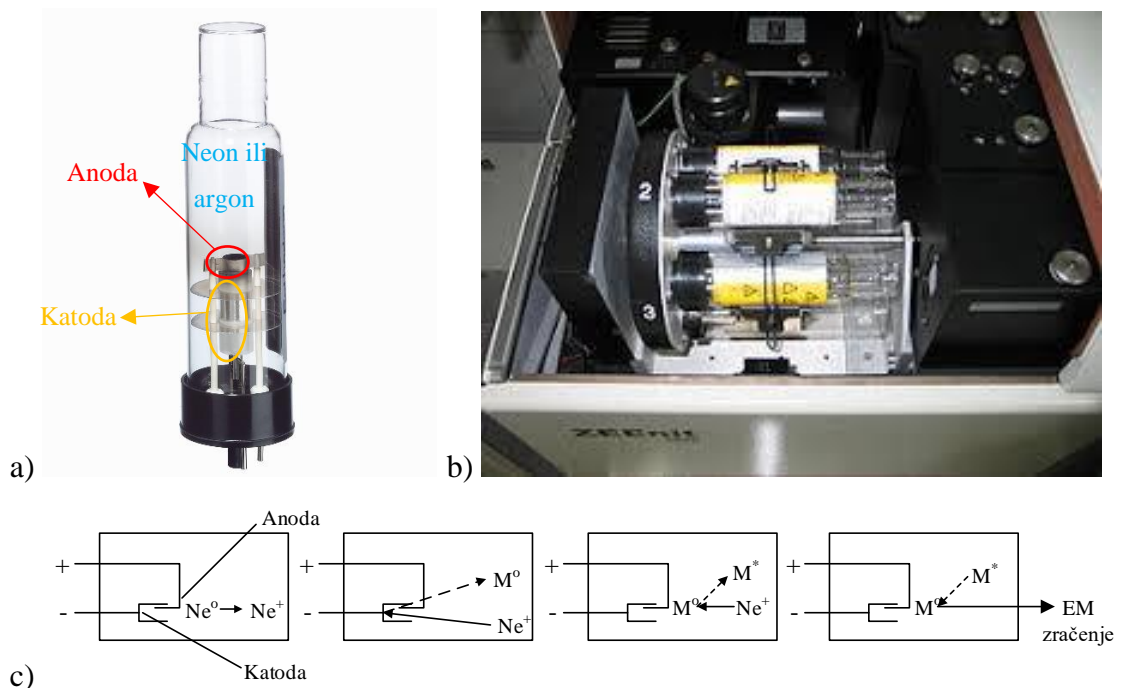 Neon ili
argon
Anoda
Katoda
a)
2
3
ZEEnit
b)
Anoda
+
-
Neº Ne⁺
Katoda
+
-
Mº
Ne⁺
+
-
M*
Mº Ne⁺
+
-
M*
Mº
EM
zračenje
c)